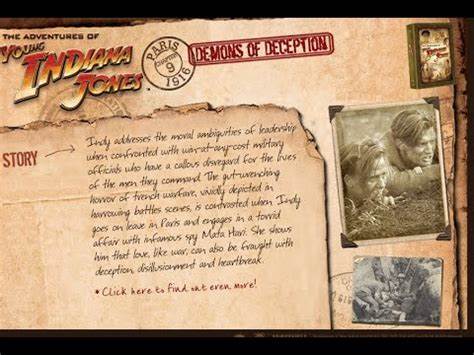 THE ADVENTURES OF
YOUNG
INDIANA
JONES
PARIS
CHAPTER
9
1916
DEMONS OF DECEPTION
STORY
Indy addresses the moral ambiguities of leadership
when confronted with win-at-any-cost military
officials who have a callous disregard for the lives
of the men they command. The gut-wrenching
horror of trench warfare, vividly depicted in
harrowing battles scenes, is contrasted when Indy
goes on leave in Paris and engages in a torrid
affair with infamous spy Mata Hari. She shows
him that love, like war, can also be fraught with
deception, disillusionment and heartbreak.
* Click here to find out even more!